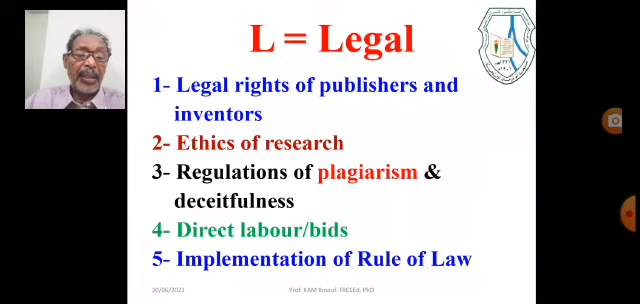 L = Legal
1- Legal rights of publishers and
inventors
2- Ethics of research
3- Regulations of plagiarism &
deceitfulness
4- Direct labour/bids
5- Implementation of Rule of Law
30/06/2021
Prof. KAM Ibnouf. FRCSEd, PhD